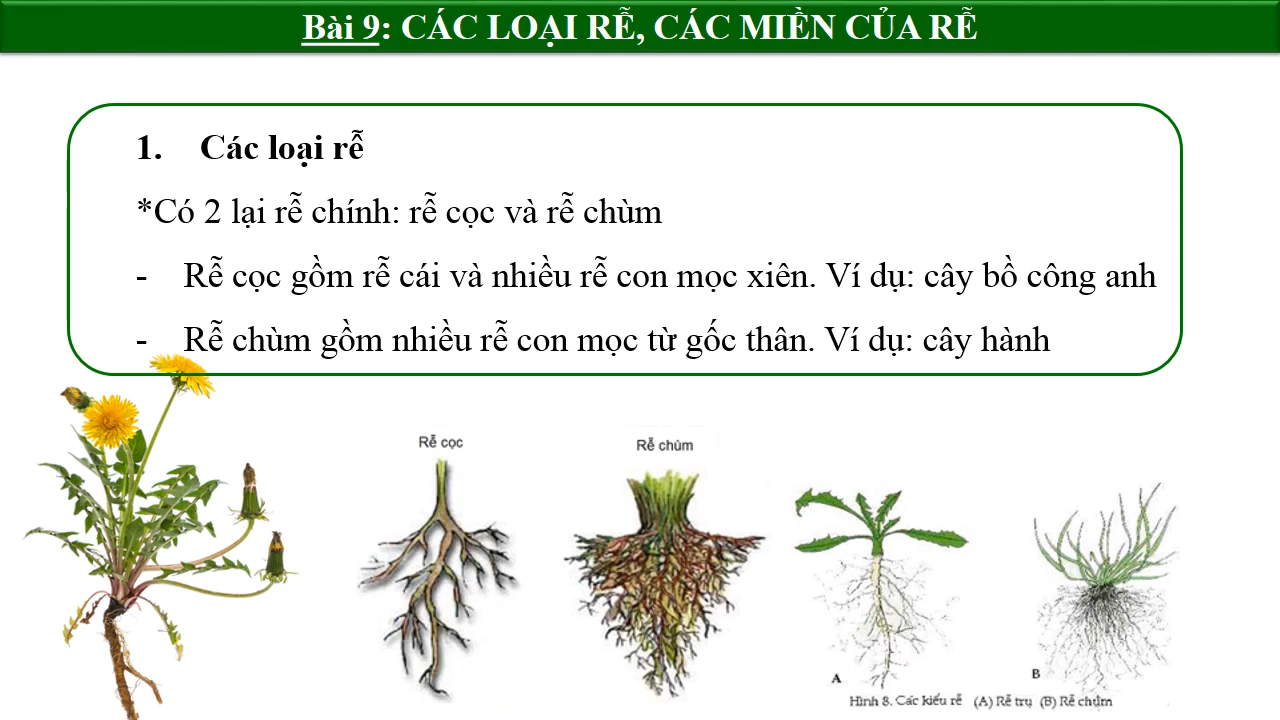 Bài 9: CÁC LOẠI RỄ, CÁC MIỀN CỦA RỄ
1. Các loại rễ
*Có 2 lại rễ chính: rễ cọc và rễ chùm
- Rễ cọc gồm rễ cái và nhiều rễ con mọc xiên. Ví dụ: cây bồ công anh
- Rễ chùm gồm nhiều rễ con mọc từ gốc thân. Ví dụ: cây hành
Rễ cọc
Rễ chùm
A
B
Hình 8. Các kiểu rễ (A) Rễ trụ (B) Rễ chụm